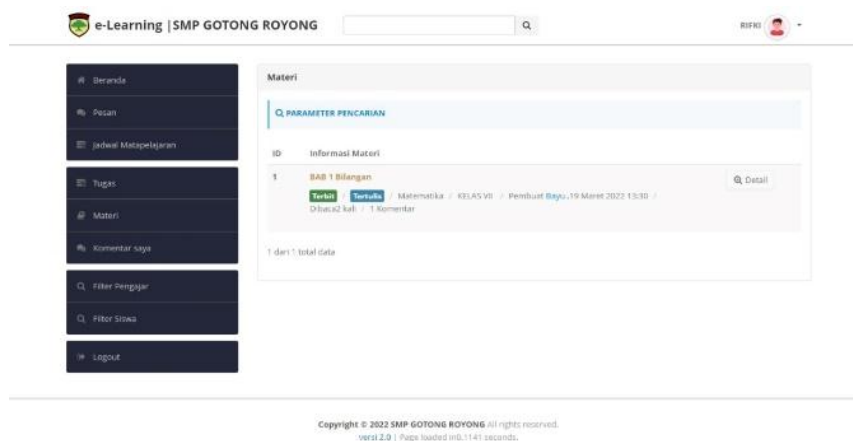 e-Learning |SMP GOTONG ROYONG
RIFKI
Beranda
Pesan
Jadwal Matapelajaran
Tugas
Materi
Komentar saya
Filter Pengajar
Filter Siswa
Logout
Materi
PARAMETER PENCARIAN
ID Informasi Materi
1 BAB 1 Bilangan
Detail
Terbit / Tertulis / Matematika / KELAS VII / Pembuat Bayu ,19 Maret 2022 13:30 /
Dibaca2 kali / 1 Komentar
1 dari 1 total data
Copyright © 2022 SMP GOTONG ROYONG All rights reserved.
versi 2.0 | Page loaded in0.1141 seconds.